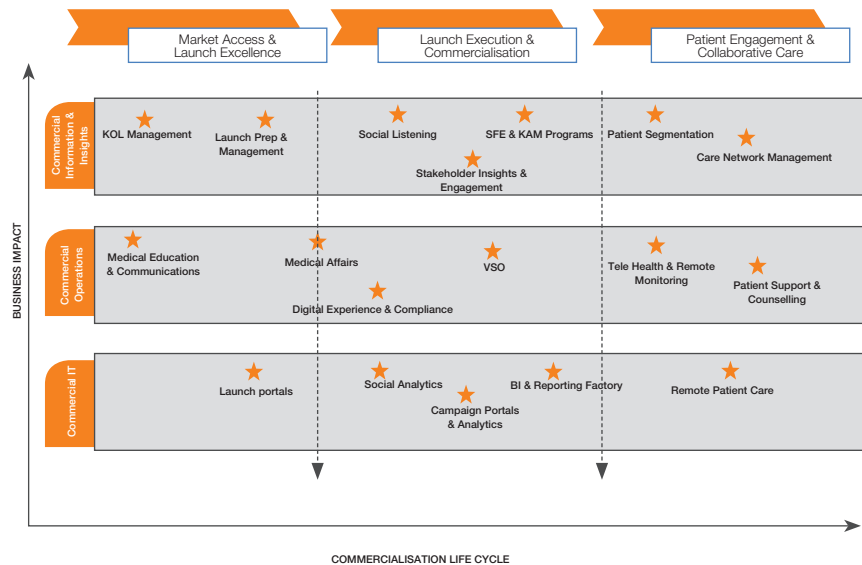 Market Access &
Launch Excellence
Launch Execution &
Commercialisation
Patient Engagement &
Collaborative Care
BUSINESS IMPACT
Commercial
Information &
Insights
KOL Management
Launch Prep &
Management
Social Listening
SFE & KAM Programs
Stakeholder Insights &
Engagement
Patient Segmentation
Care Network Management
Commercial
Operations
Medical Education
& Communications
Medical Affairs
Digital Experience & Compliance
VSO
Tele Health & Remote
Monitoring
Patient Support &
Counselling
Commercial IT
Launch portals
Social Analytics
Campaign Portals
& Analytics
BI & Reporting Factory
Remote Patient Care
COMMERCIALISATION LIFE CYCLE